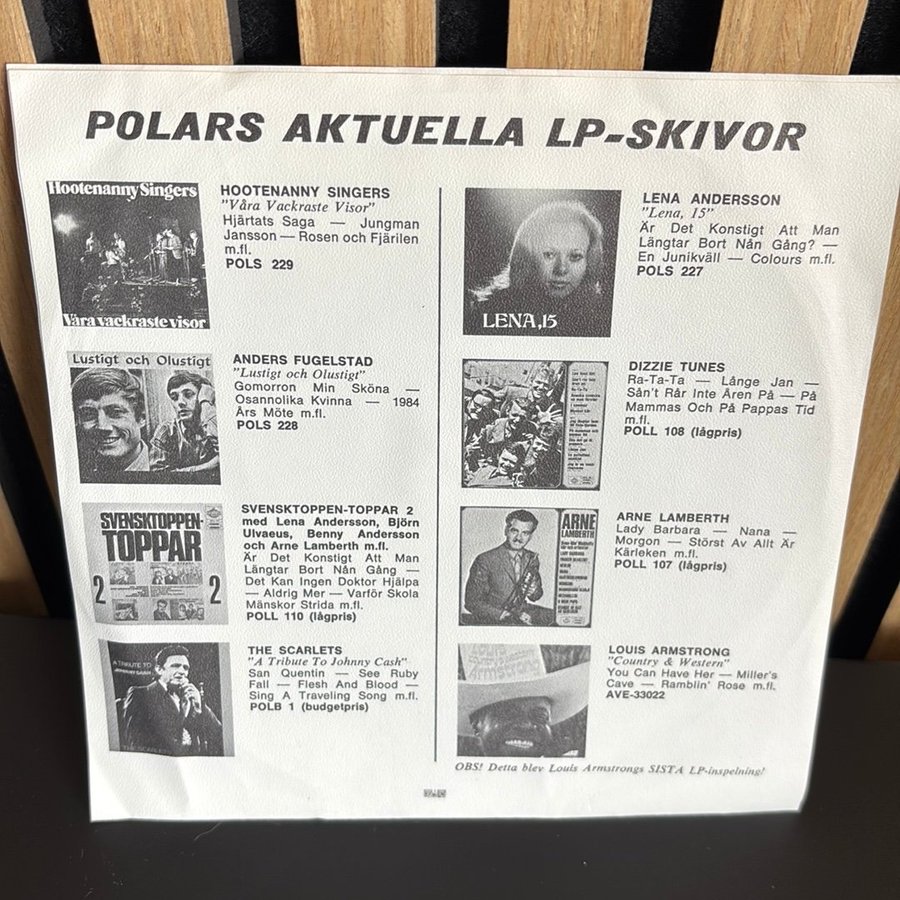 POLARS AKTUELLA LP-SKIVOR
Hootenanny Singers
Våra vackraste visor
HOOTENANNY SINGERS
"Våra Vackraste Visor"
Hjärtats Saga — Jungman
Jansson — Rosen och Fjärilen
m.fl.
POLS 229
Lustigt och Olustigt
ANDERS FUGELSTAD
"Lustigt och Olustigt"
Gomorron Min Sköna —
Osannolika Kvinna — 1984
Års Möte m.fl.
POLS 228
SVENSKTOPPEN-
TOPPAR
2 2
SVENSKTOPPEN-TOPPAR 2
med Lena Andersson, Björn
Ulvaeus, Benny Andersson
och Arne Lamberth m.fl.
Är Det Konstigt Att Man
Längtar Bort Nån Gång —
Det Kan Ingen Doktor Hjälpa
— Aldrig Mer — Varför Skola
Mänskor Strida m.fl.
POLL 110 (lågpris)
A TRIBUTE TO
JOHNNY CASH
THE SCARLETS
THE SCARLETS
"A Tribute To Johnny Cash"
San Quentin — See Ruby
Fall — Flesh And Blood —
Sing A Traveling Song m.fl.
POLB 1 (budgetpris)
LENA,15
LENA ANDERSSON
"Lena, 15"
Är Det Konstigt Att Man
Längtar Bort Nån Gång? —
En Junikväll — Colours m.fl.
POLS 227
DIZZIE TUNES
Ra-Ta-Ta — Långe Jan —
Sån't Rår Inte Ären På — På
Mammas Och På Pappas Tid
m.fl.
POLL 108 (lågpris)
ARNE
LAMBERTH
ARNE LAMBERTH
Lady Barbara — Nana —
Morgon — Störst Av Allt Är
Kärleken m.fl.
POLL 107 (lågpris)
LOUIS ARMSTRONG
"Country & Western"
You Can Have Her — Miller's
Cave — Ramblin' Rose m.fl.
AVE-33022
OBS! Detta blev Louis Armstrongs SISTA LP-inspelning!